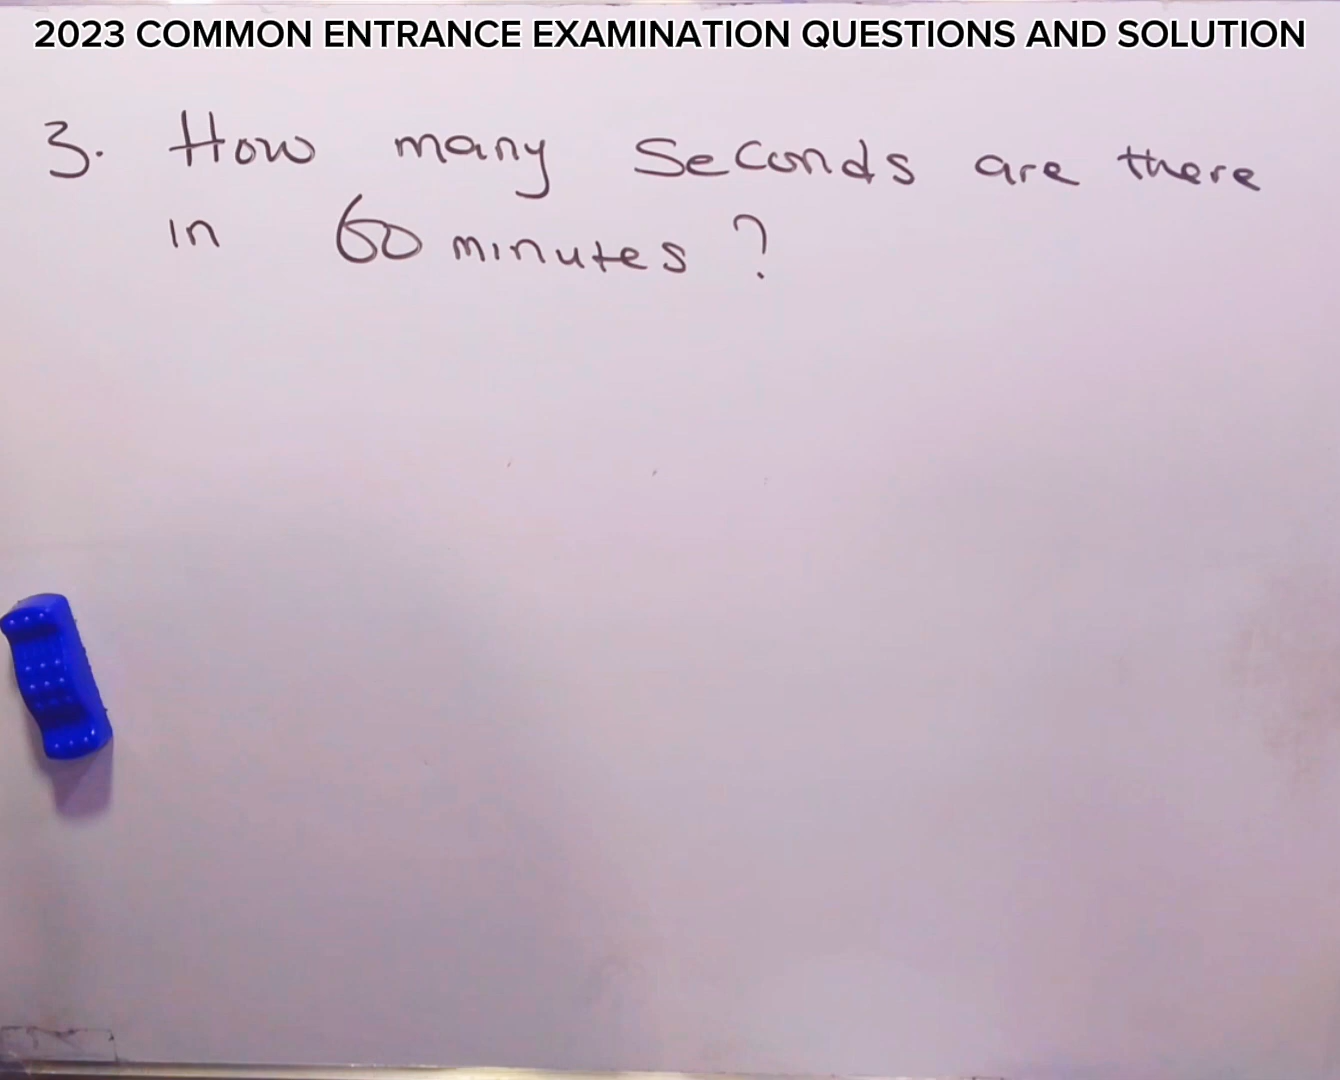 2023 COMMON ENTRANCE EXAMINATION QUESTIONS AND SOLUTION
3. How many Seconds are there
in 60 minutes ?